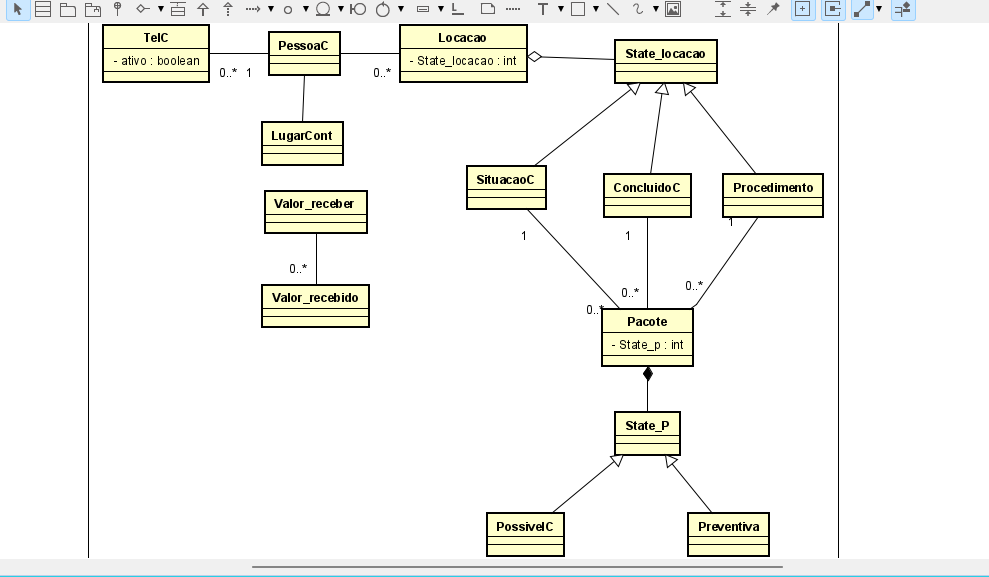 TelC
- ativo : boolean
0..*
1
PessoaC
0..*
Locacao
- State_locacao : int
State_locacao
LugarCont
SituacaoC
ConcluidoC
Procedimento
Valor_receber
0..*
Valor_recebido
1
1
1
0..*
0..*
0..*
Pacote
- State_p : int
State_P
PossivelC
Preventiva